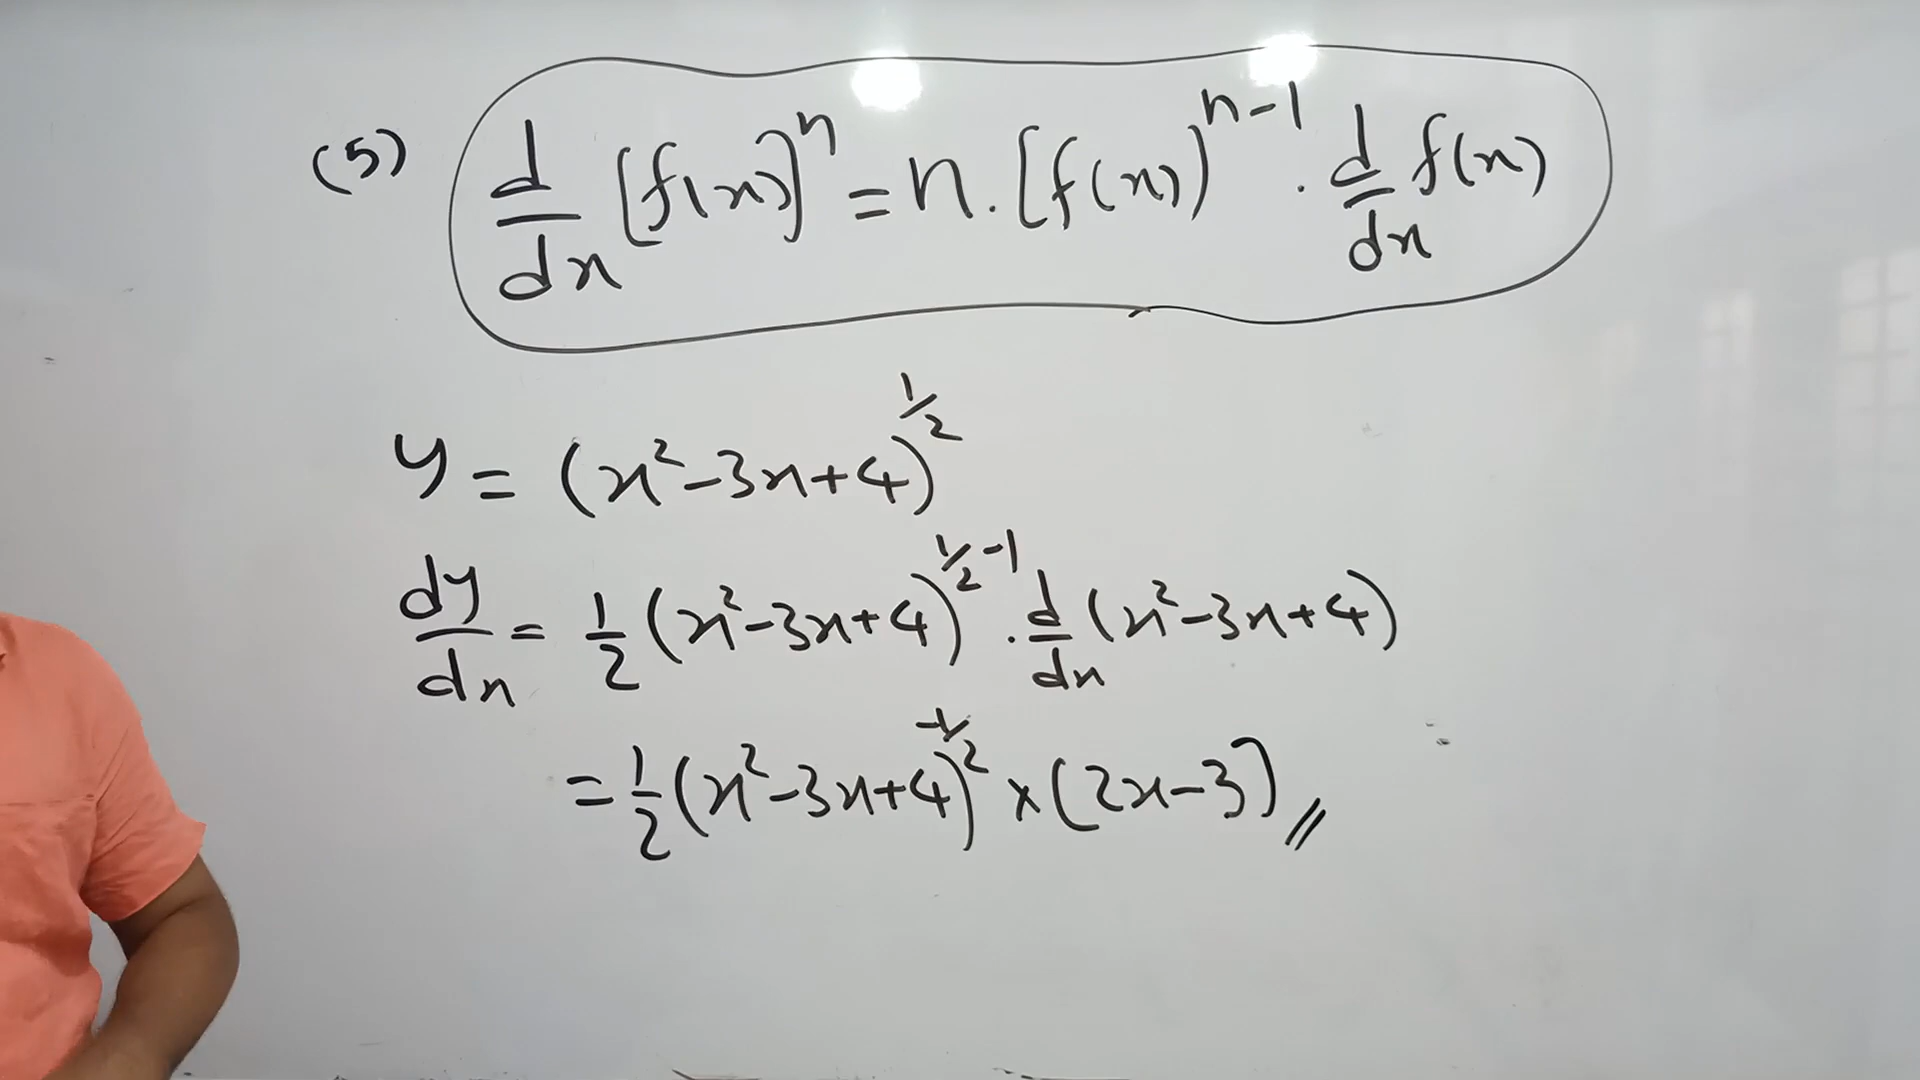 (5) d/dx [f(x)]^n = n . [f(x)]^(n-1) . d/dx f(x)
y = (x² - 3x + 4)^(1/2)
dy/dx = 1/2 (x² - 3x + 4)^(1/2 - 1) . d/dx (x² - 3x + 4)
= 1/2 (x² - 3x + 4)^(-1/2) × (2x - 3) //